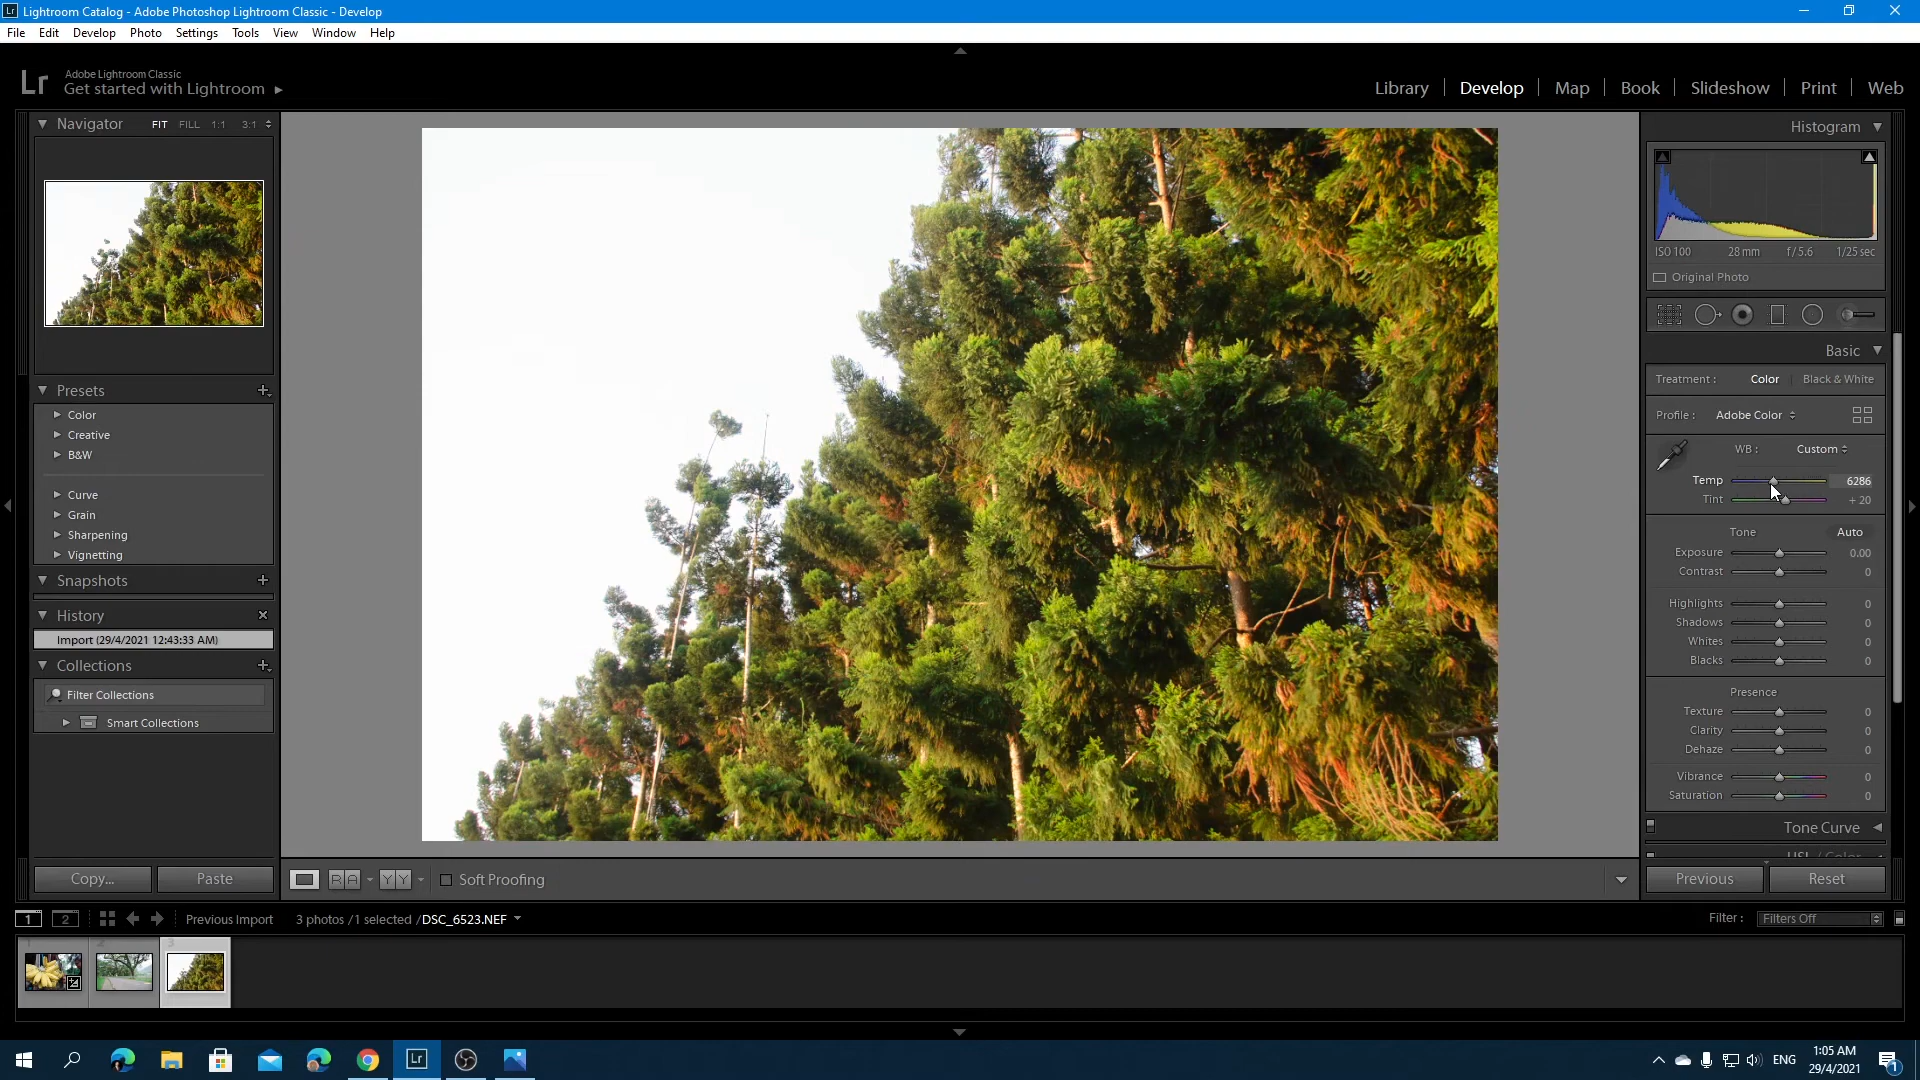 Lightroom Catalog - Adobe Photoshop Lightroom Classic - Develop
File Edit Develop Photo Settings Tools View Window Help
Lr
Adobe Lightroom Classic
Get started with Lightroom
Library Develop Map Book Slideshow Print Web
Navigator FIT FILL 1:1 3:1
Histogram
ISO 100 28 mm f / 5.6 1/25 sec
Original Photo
Basic
Treatment : Color Black & White
Profile : Adobe Color
WB : Custom
Temp 6286
Tint + 20
Tone Auto
Exposure 0.00
Contrast 0
Highlights 0
Shadows 0
Whites 0
Blacks 0
Presence
Texture 0
Clarity 0
Dehaze 0
Vibrance 0
Saturation 0
Tone Curve
HSL / Color
Previous Reset
Presets
Color
Creative
B&W
Curve
Grain
Sharpening
Vignetting
Snapshots
History
Import (29/4/2021 12:43:33 AM)
Collections
Filter Collections
Smart Collections
Copy... Paste
R A Y Y Soft Proofing
1 2 Previous Import 3 photos / 1 selected / DSC_6523.NEF Filter : Filters Off
1 2 3
Lr ENG 1:05 AM
29/4/2021
1